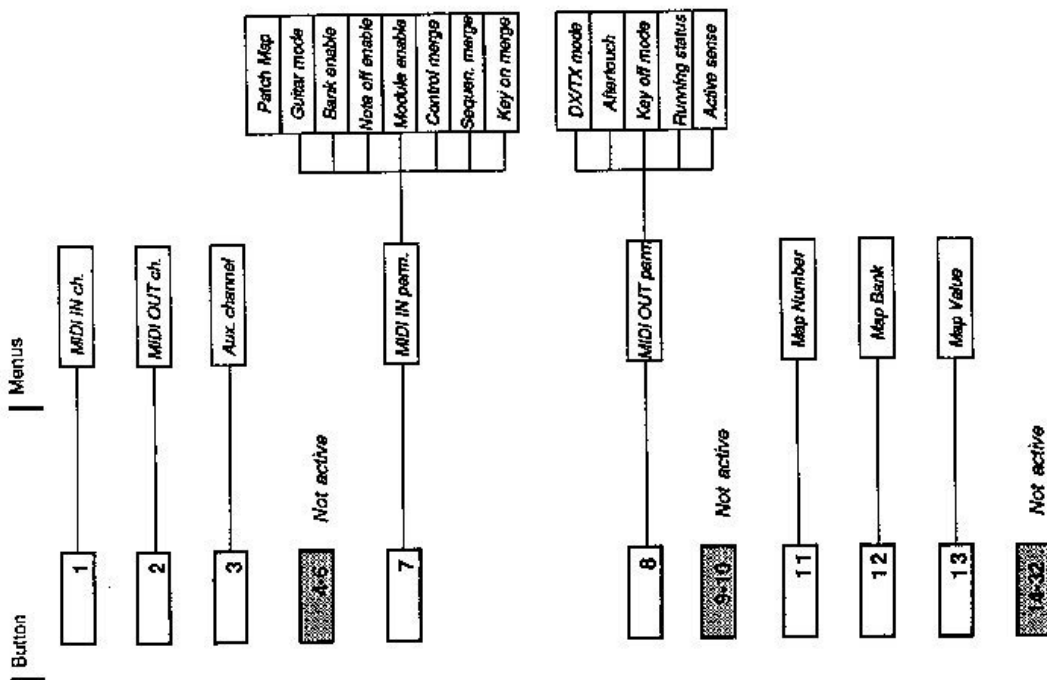 Button
Menus
1
MIDI IN ch.
2
MIDI OUT ch.
3
Aux. channel
4-6
Not active
7
MIDI IN perm.
Patch Map
Guitar mode
Bank enable
Note off enable
Module enable
Control merge
Sequen. merge
Key on merge
8
MIDI OUT perm.
DX/TX mode
Aftertouch
Key off mode
Running status
Active sense
9-10
Not active
11
Map Number
12
Map Bank
13
Map Value
14-32
Not active